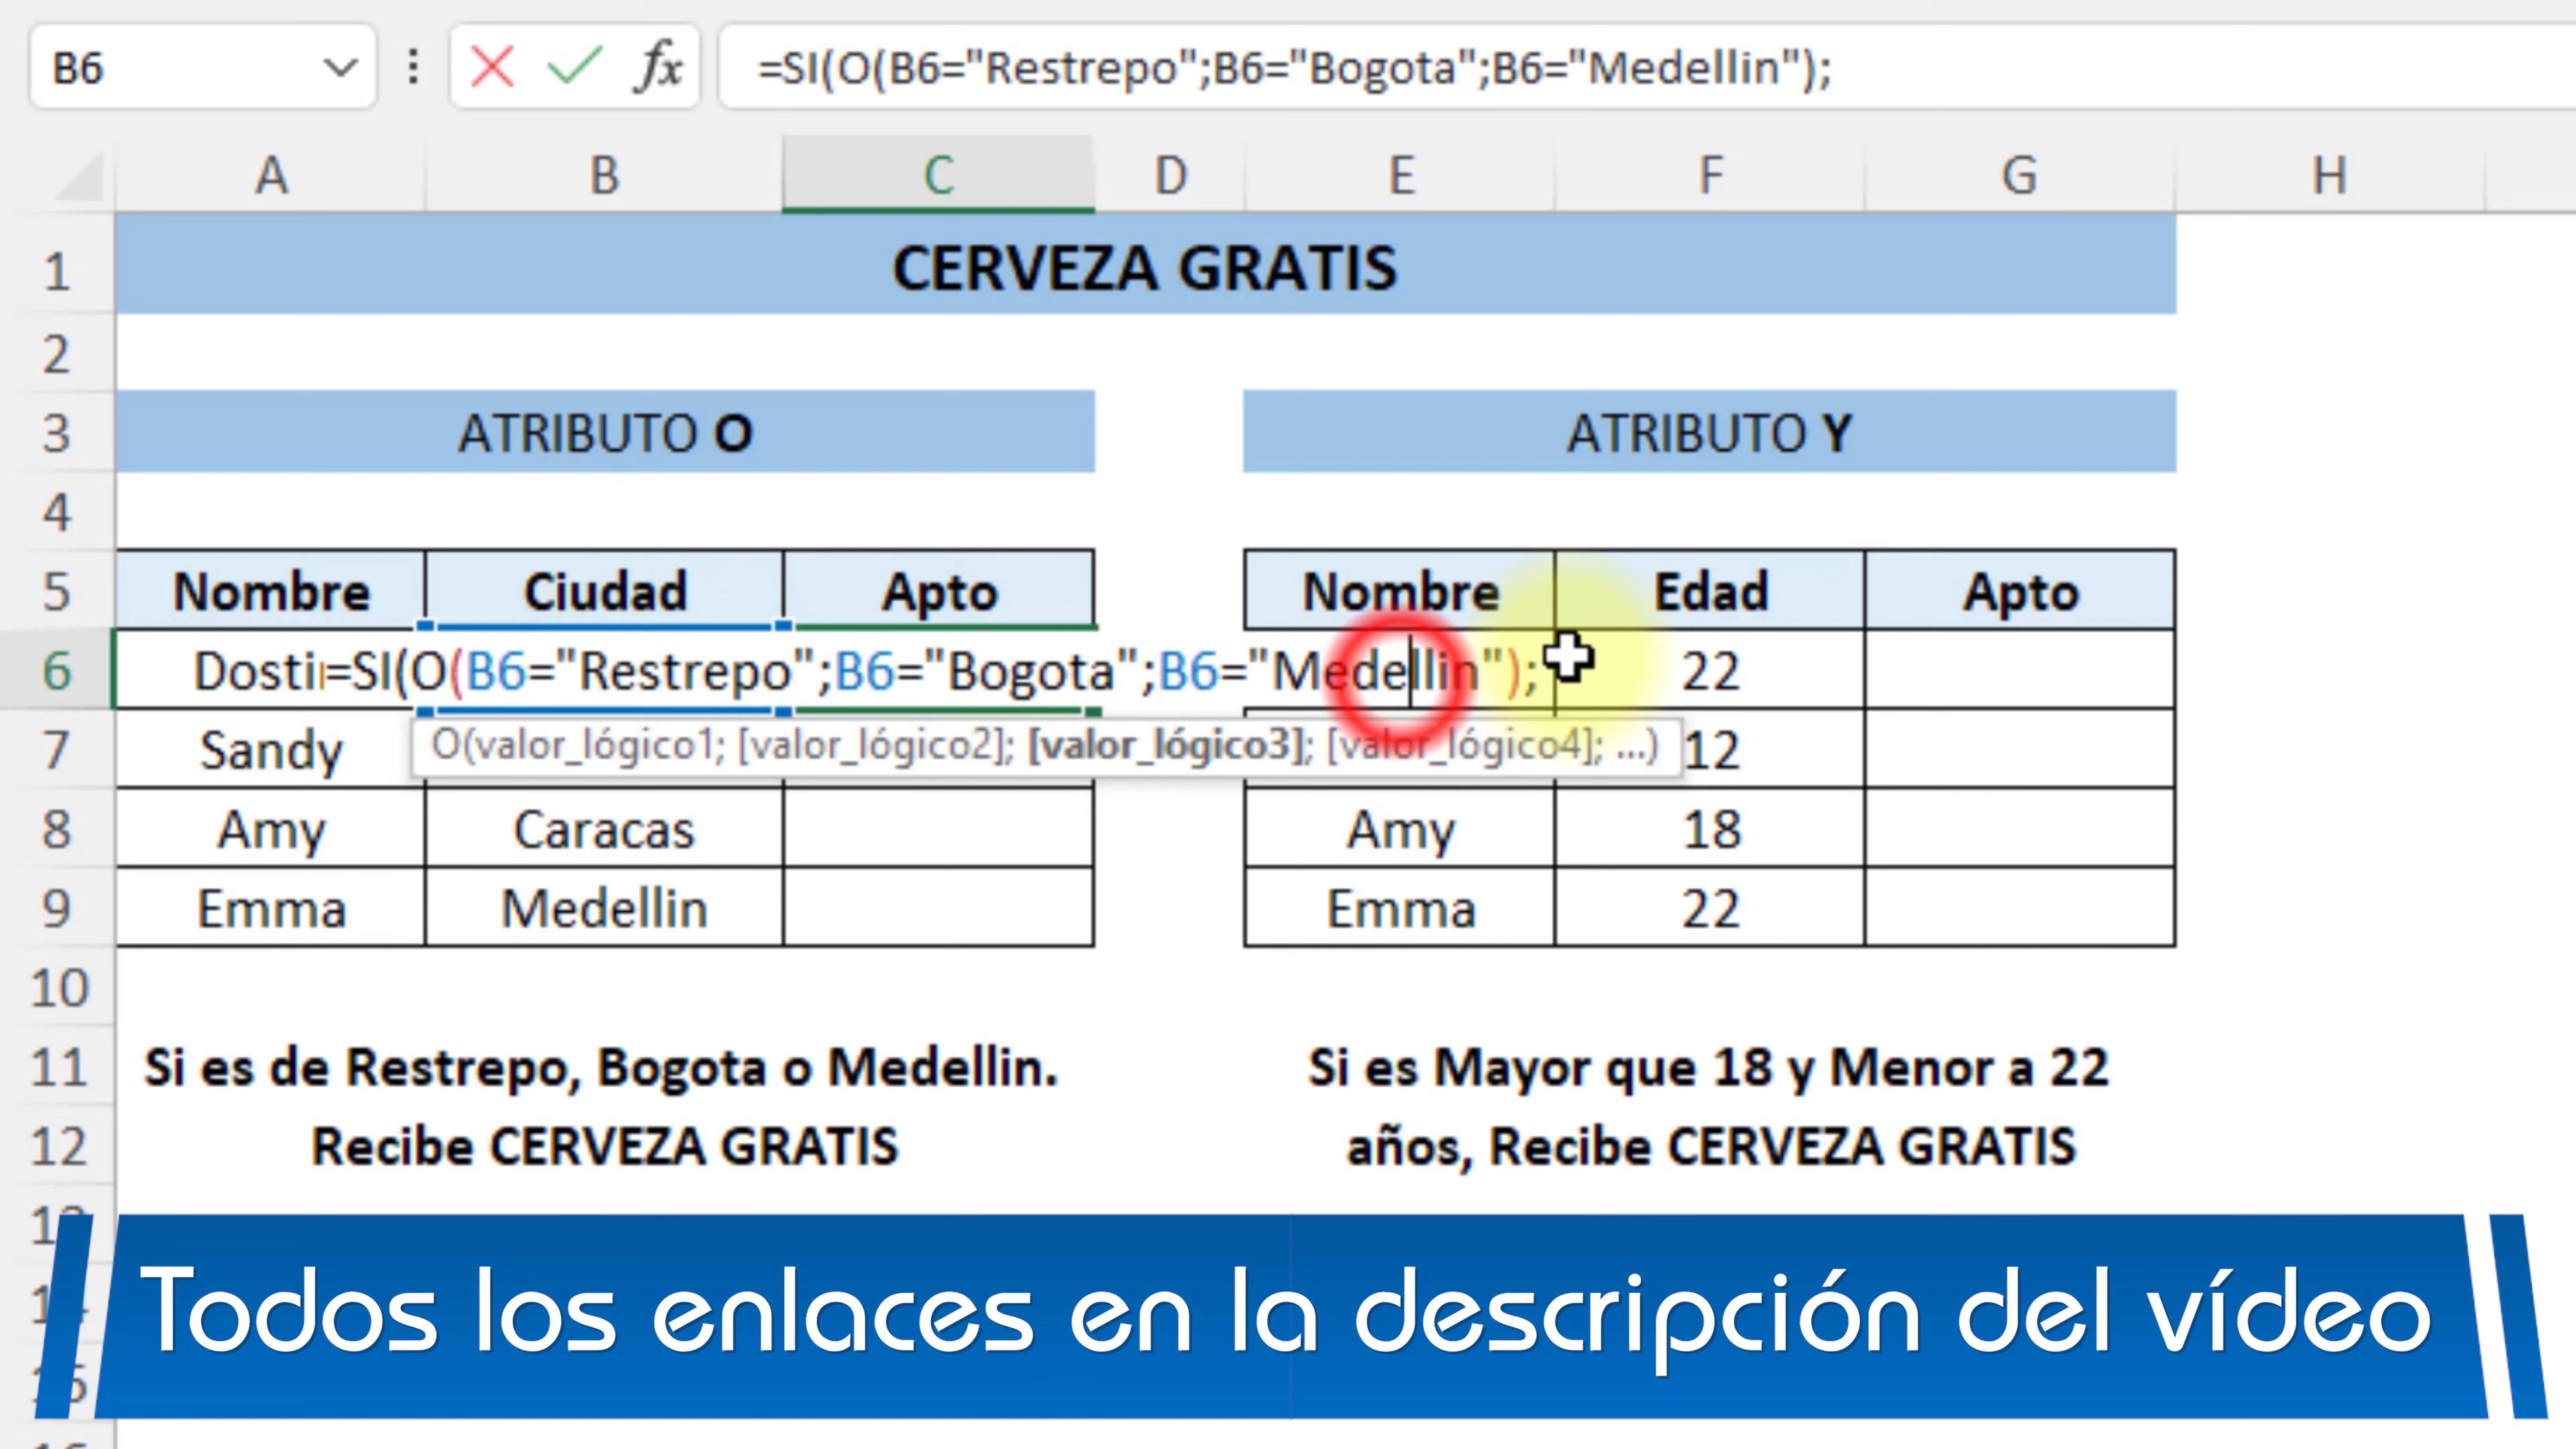 B6 fx =SI(O(B6="Restrepo";B6="Bogota";B6="Medellin");
A B C D E F G H
1 CERVEZA GRATIS
2
3 ATRIBUTO O ATRIBUTO Y
4
5 Nombre Ciudad Apto Nombre Edad Apto
6 Dosti =SI(O(B6="Restrepo";B6="Bogota";B6="Medellin"); 22
7 Sandy O(valor_lógico1; [valor_lógico2]; [valor_lógico3]; [valor_lógico4]; ...) 12
8 Amy Caracas Amy 18
9 Emma Medellin Emma 22
10
11 Si es de Restrepo, Bogota o Medellin. Si es Mayor que 18 y Menor a 22
12 Recibe CERVEZA GRATIS años, Recibe CERVEZA GRATIS
Todos los enlaces en la descripción del vídeo